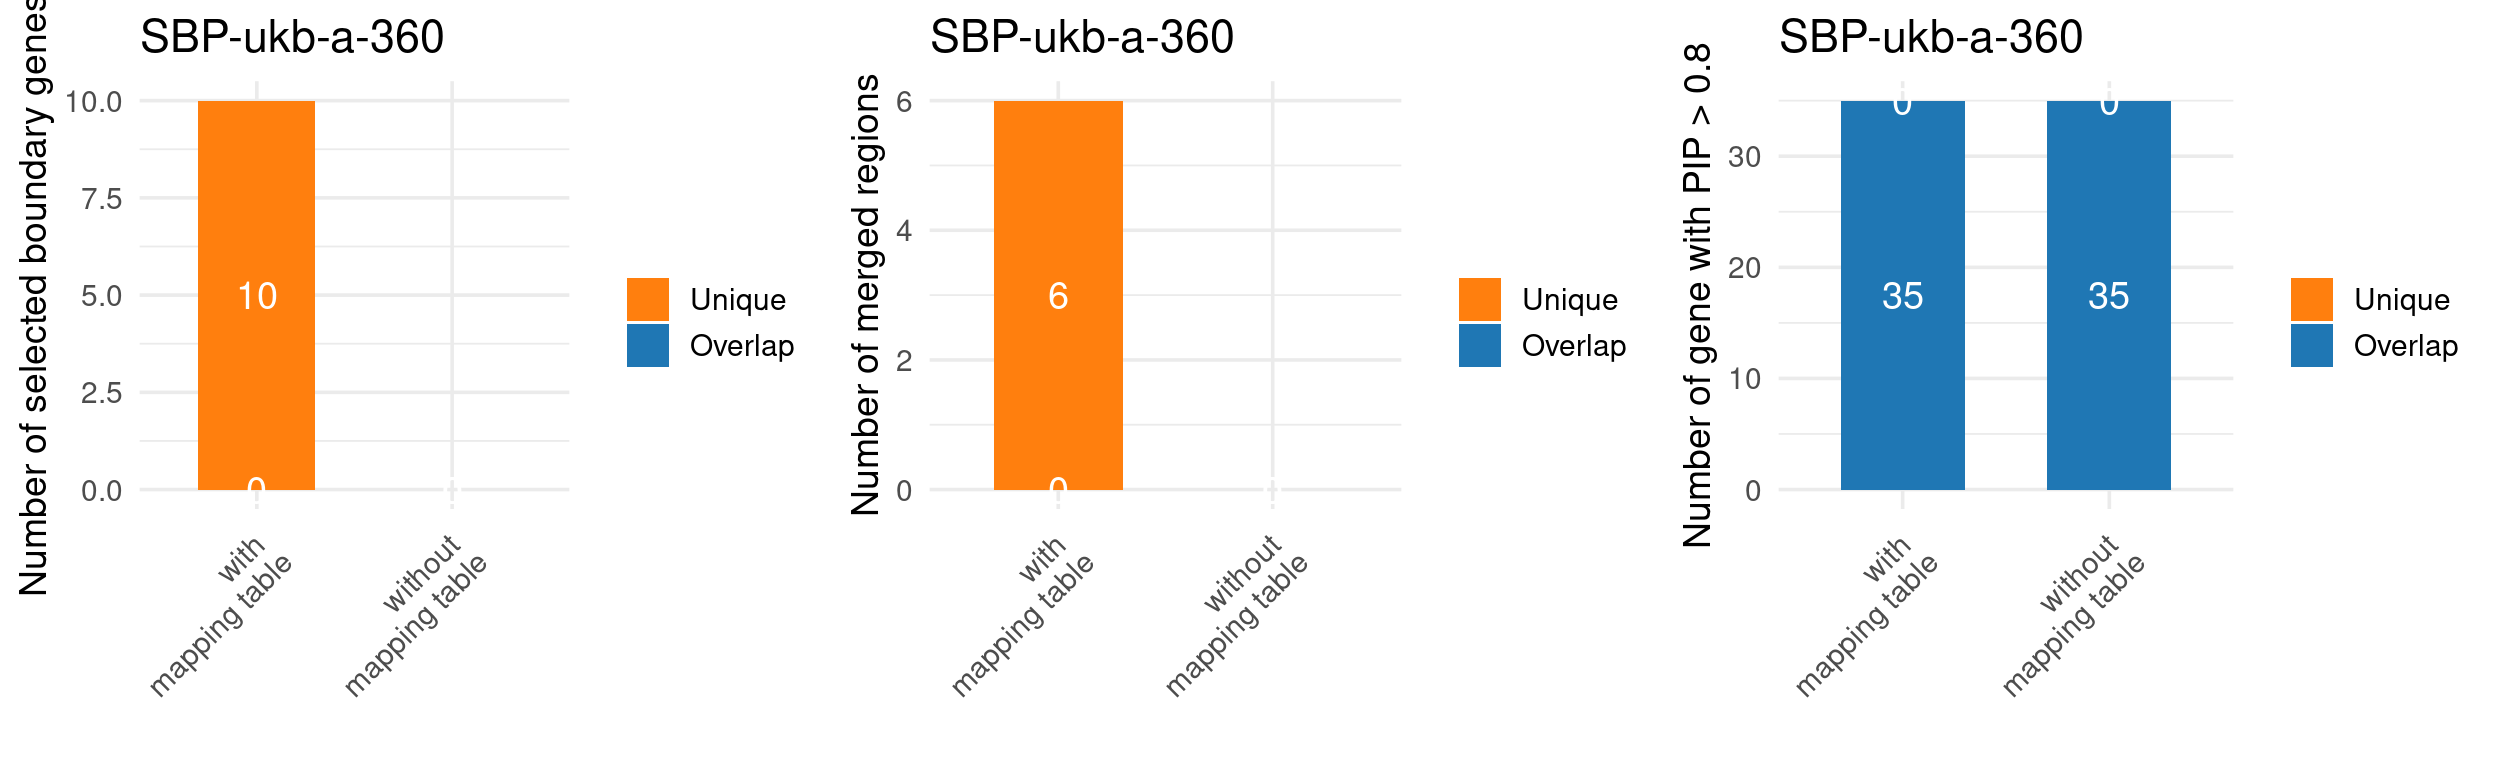 SBP-ukb-a-360
Number of selected boundary genes
10.0
7.5
5.0
2.5
0.0
10
0
with
mapping table
without
mapping table
Unique
Overlap
SBP-ukb-a-360
Number of merged regions
6
4
2
0
6
0
with
mapping table
without
mapping table
Unique
Overlap
SBP-ukb-a-360
Number of gene with PIP > 0.8
30
20
10
0
0
0
35
35
with
mapping table
without
mapping table
Unique
Overlap